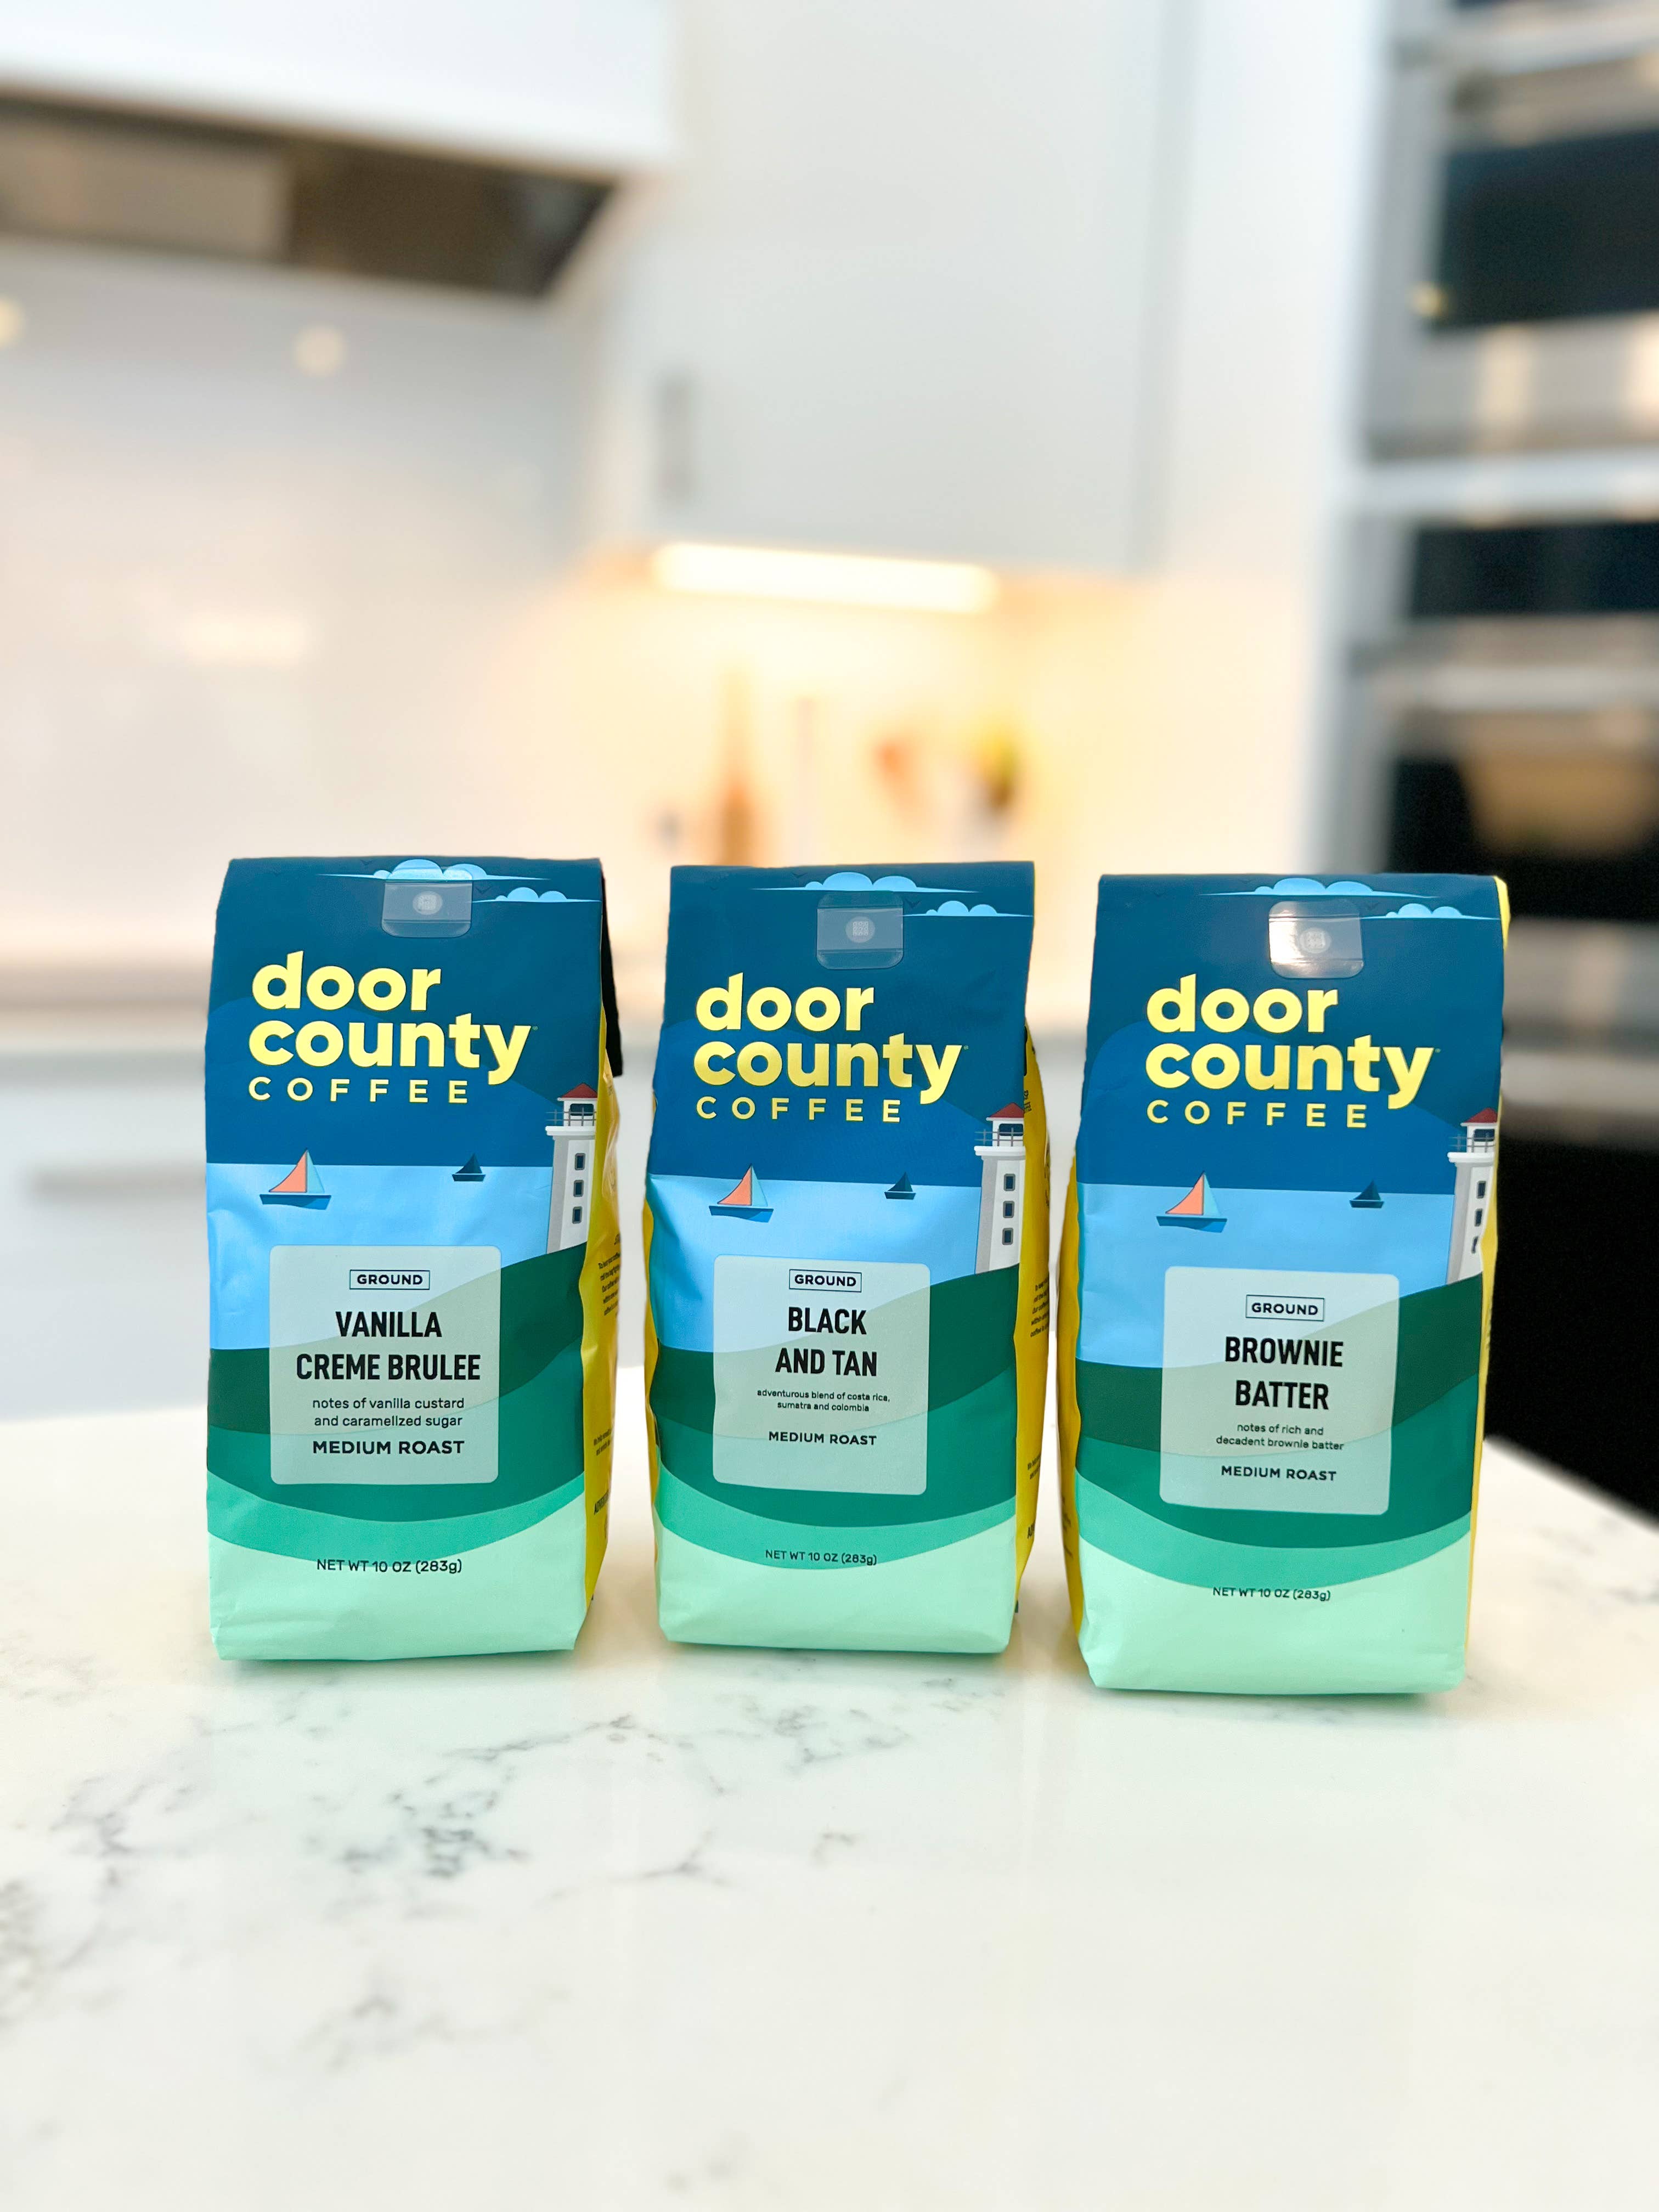 door
county
COFFEE
GROUND
VANILLA
CREME BRULEE
notes of vanilla custard
and caramelized sugar
MEDIUM ROAST
NET WT 10 OZ (283g)
door
county
COFFEE
GROUND
BLACK
AND TAN
adventurous blend of costa rica,
sumatra and colombia
MEDIUM ROAST
NET WT 10 OZ (283g)
door
county
COFFEE
GROUND
BROWNIE
BATTER
notes of rich and
decadent brownie batter
MEDIUM ROAST
NET WT 10 OZ (283g)